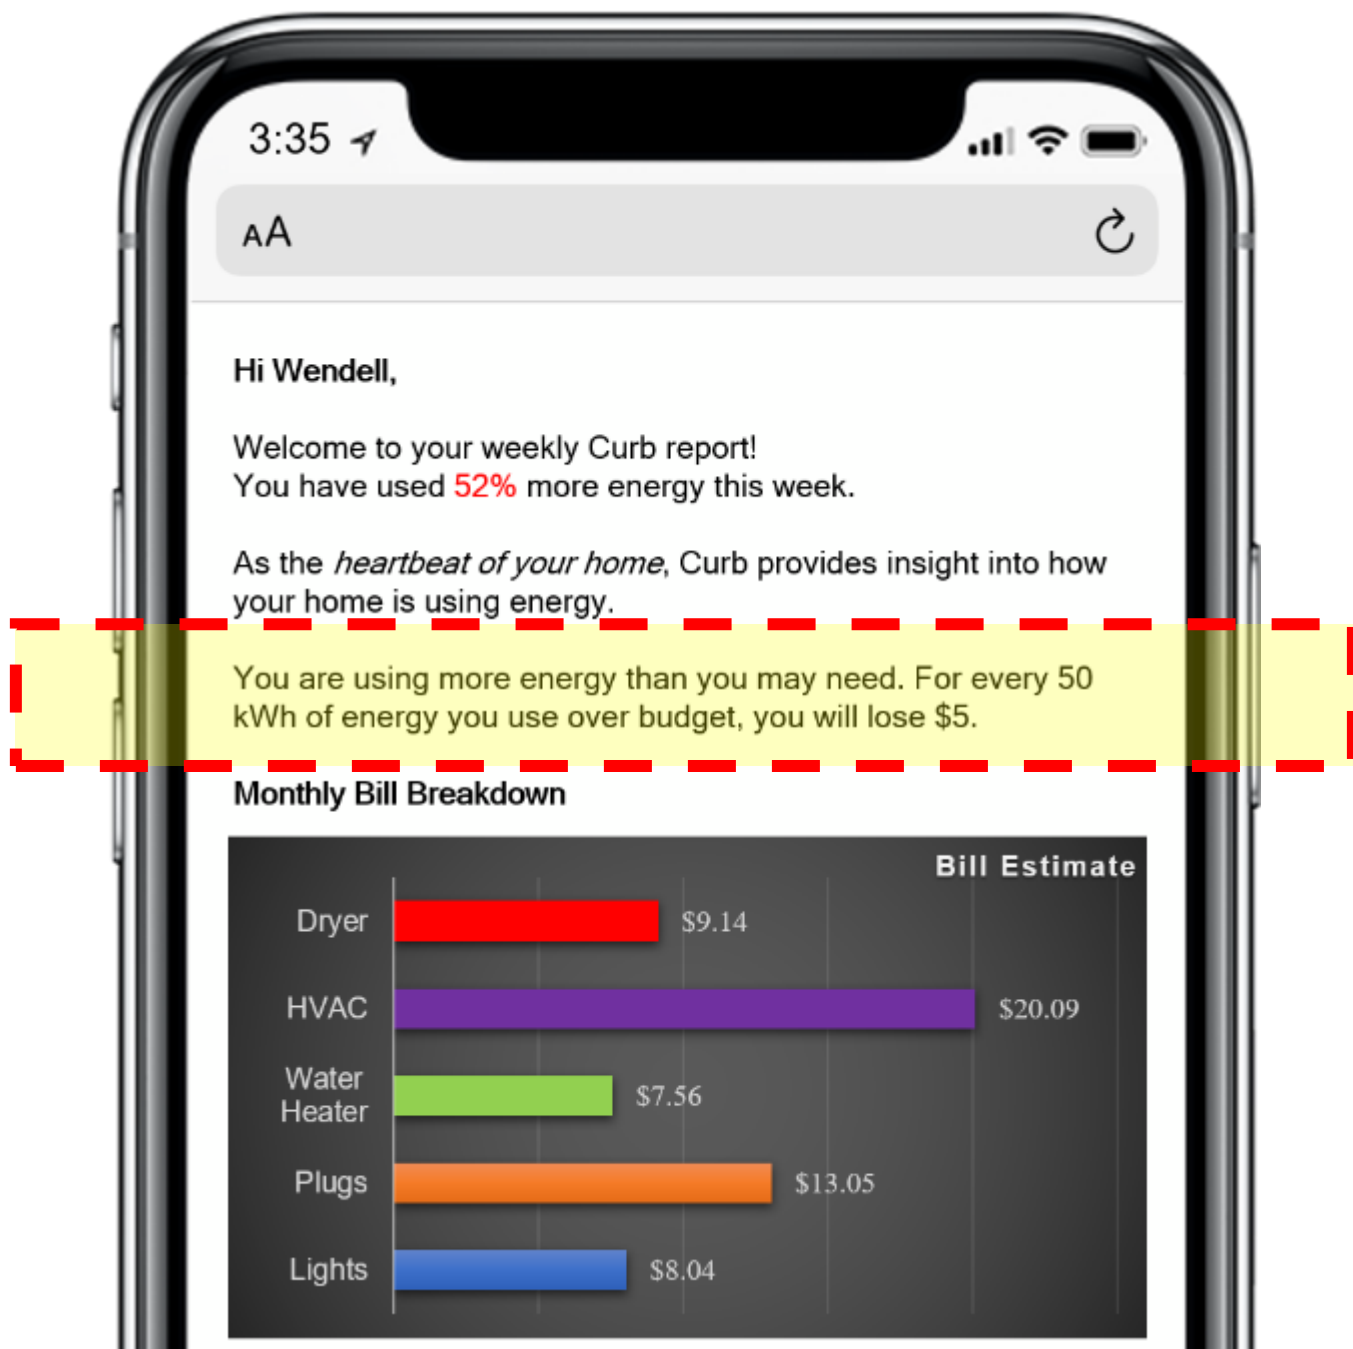 3:35
AA
Hi Wendell,
Welcome to your weekly Curb report!
You have used 52% more energy this week.
As the heartbeat of your home, Curb provides insight into how
your home is using energy.
You are using more energy than you may need. For every 50
kWh of energy you use over budget, you will lose $5.
Monthly Bill Breakdown
Bill Estimate
Dryer $9.14
HVAC $20.09
Water
Heater $7.56
Plugs $13.05
Lights $8.04